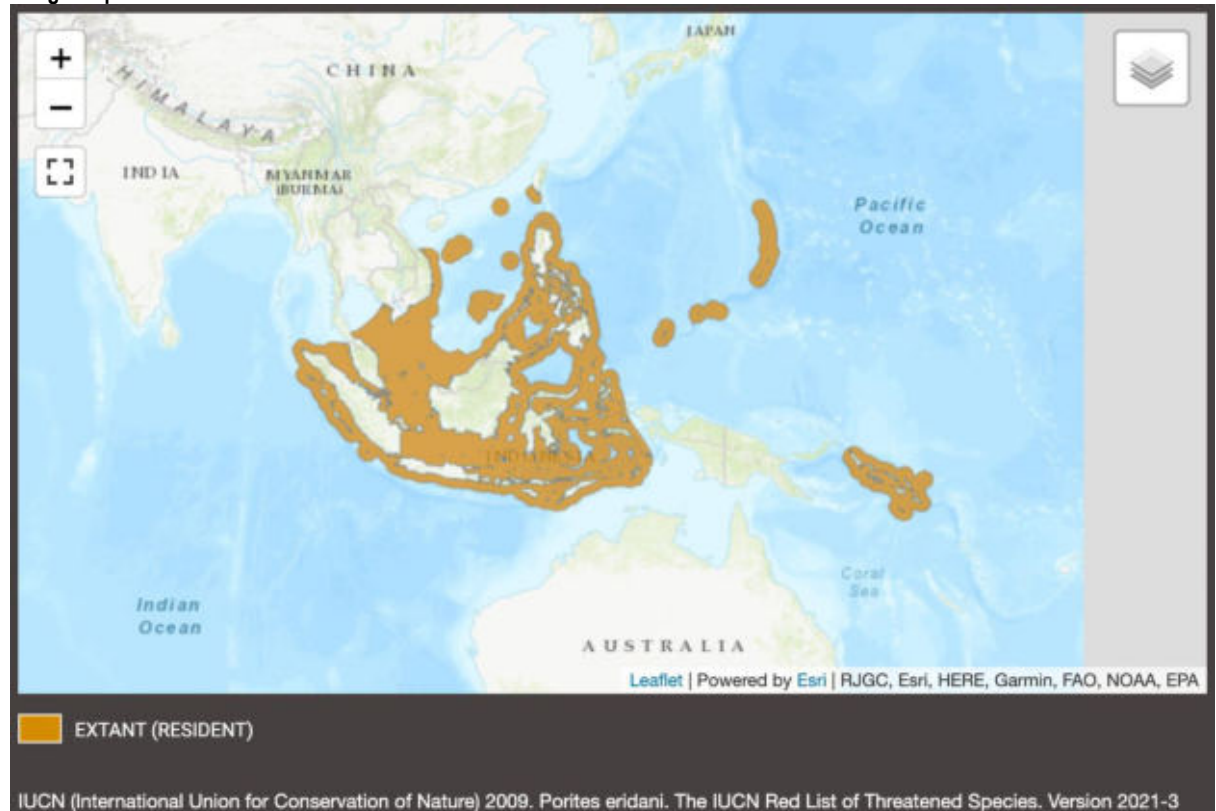 JAPAN
+
CHINA
−
HIMALAYA
INDIA
MYANMAR
(BURMA)
Pacific
Ocean
INDONESIA
Coral
Sea
Indian
Ocean
AUSTRALIA
Leaflet | Powered by Esri | RJGC, Esri, HERE, Garmin, FAO, NOAA, EPA
EXTANT (RESIDENT)
IUCN (International Union for Conservation of Nature) 2009. Porites eridani. The IUCN Red List of Threatened Species. Version 2021-3